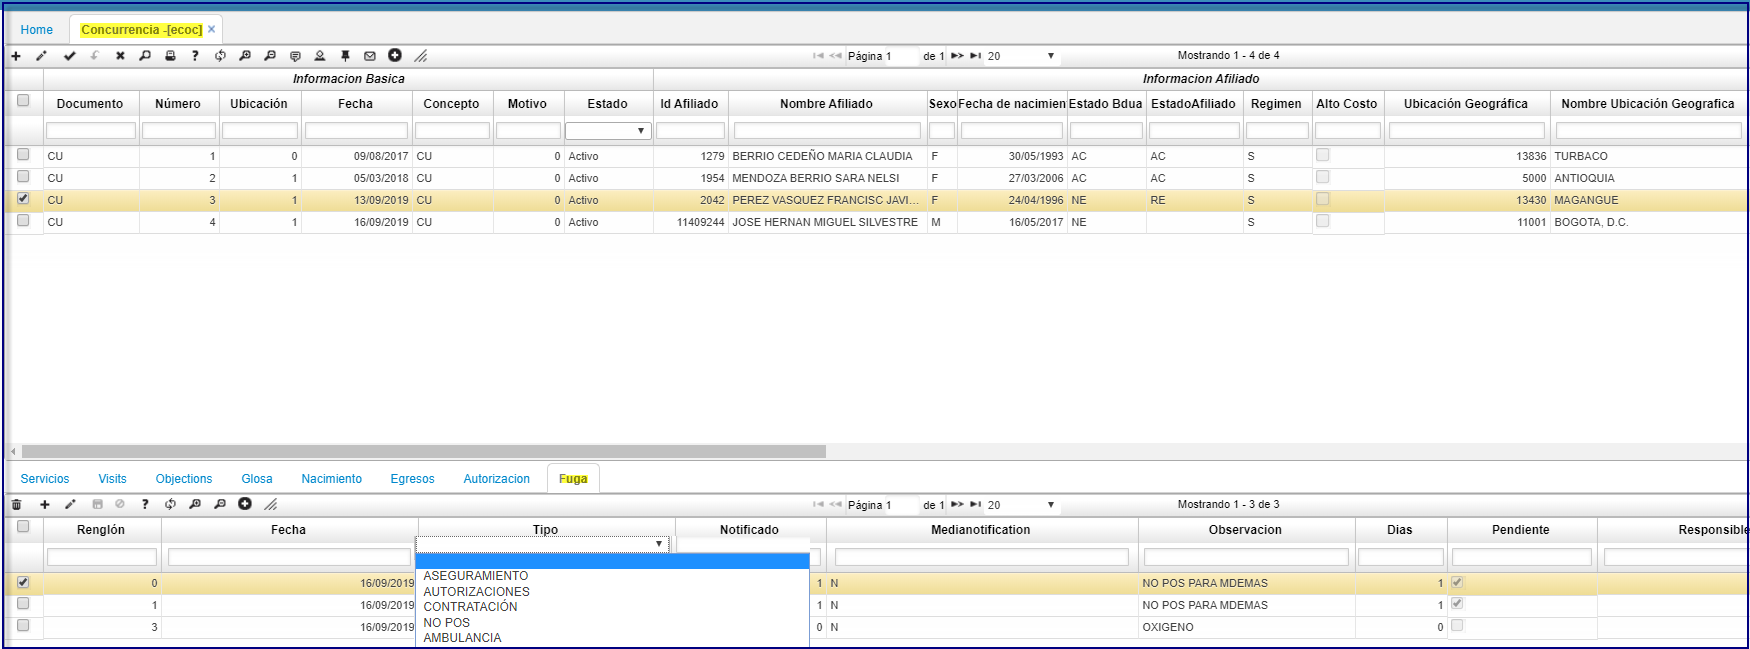 Home Concurrencia -[ecoc] ×
Página 1 de 1 20 Mostrando 1 - 4 de 4
Informacion Basica Informacion Afiliado
Documento Número Ubicación Fecha Concepto Motivo Estado Id Afiliado Nombre Afiliado Sexo Fecha de nacimien Estado Bdua EstadoAfiliado Regimen Alto Costo Ubicación Geográfica Nombre Ubicación Geografica
CU 1 0 09/08/2017 CU 0 Activo 1279 BERRIO CEDEÑO MARIA CLAUDIA F 30/05/1993 AC AC S 13836 TURBACO
CU 2 1 05/03/2018 CU 0 Activo 1954 MENDOZA BERRIO SARA NELSI F 27/03/2006 AC AC S 5000 ANTIOQUIA
CU 3 1 13/09/2019 CU 0 Activo 2042 PEREZ VASQUEZ FRANCISC JAVI... F 24/04/1996 NE RE S 13430 MAGANGUE
CU 4 1 16/09/2019 CU 0 Activo 11409244 JOSE HERNAN MIGUEL SILVESTRE M 16/05/2017 NE S 11001 BOGOTA, D.C.
Servicios Visits Objections Glosa Nacimiento Egresos Autorizacion Fuga
Página 1 de 1 20 Mostrando 1 - 3 de 3
Renglón Fecha Tipo Notificado Medianotification Observacion Dias Pendiente Responsible
0 16/09/2019 1 N NO POS PARA MDEMAS 1
1 16/09/2019 1 N NO POS PARA MDEMAS 1
3 16/09/2019 0 N OXIGENO 0
ASEGURAMIENTO
AUTORIZACIONES
CONTRATACIÓN
NO POS
AMBULANCIA